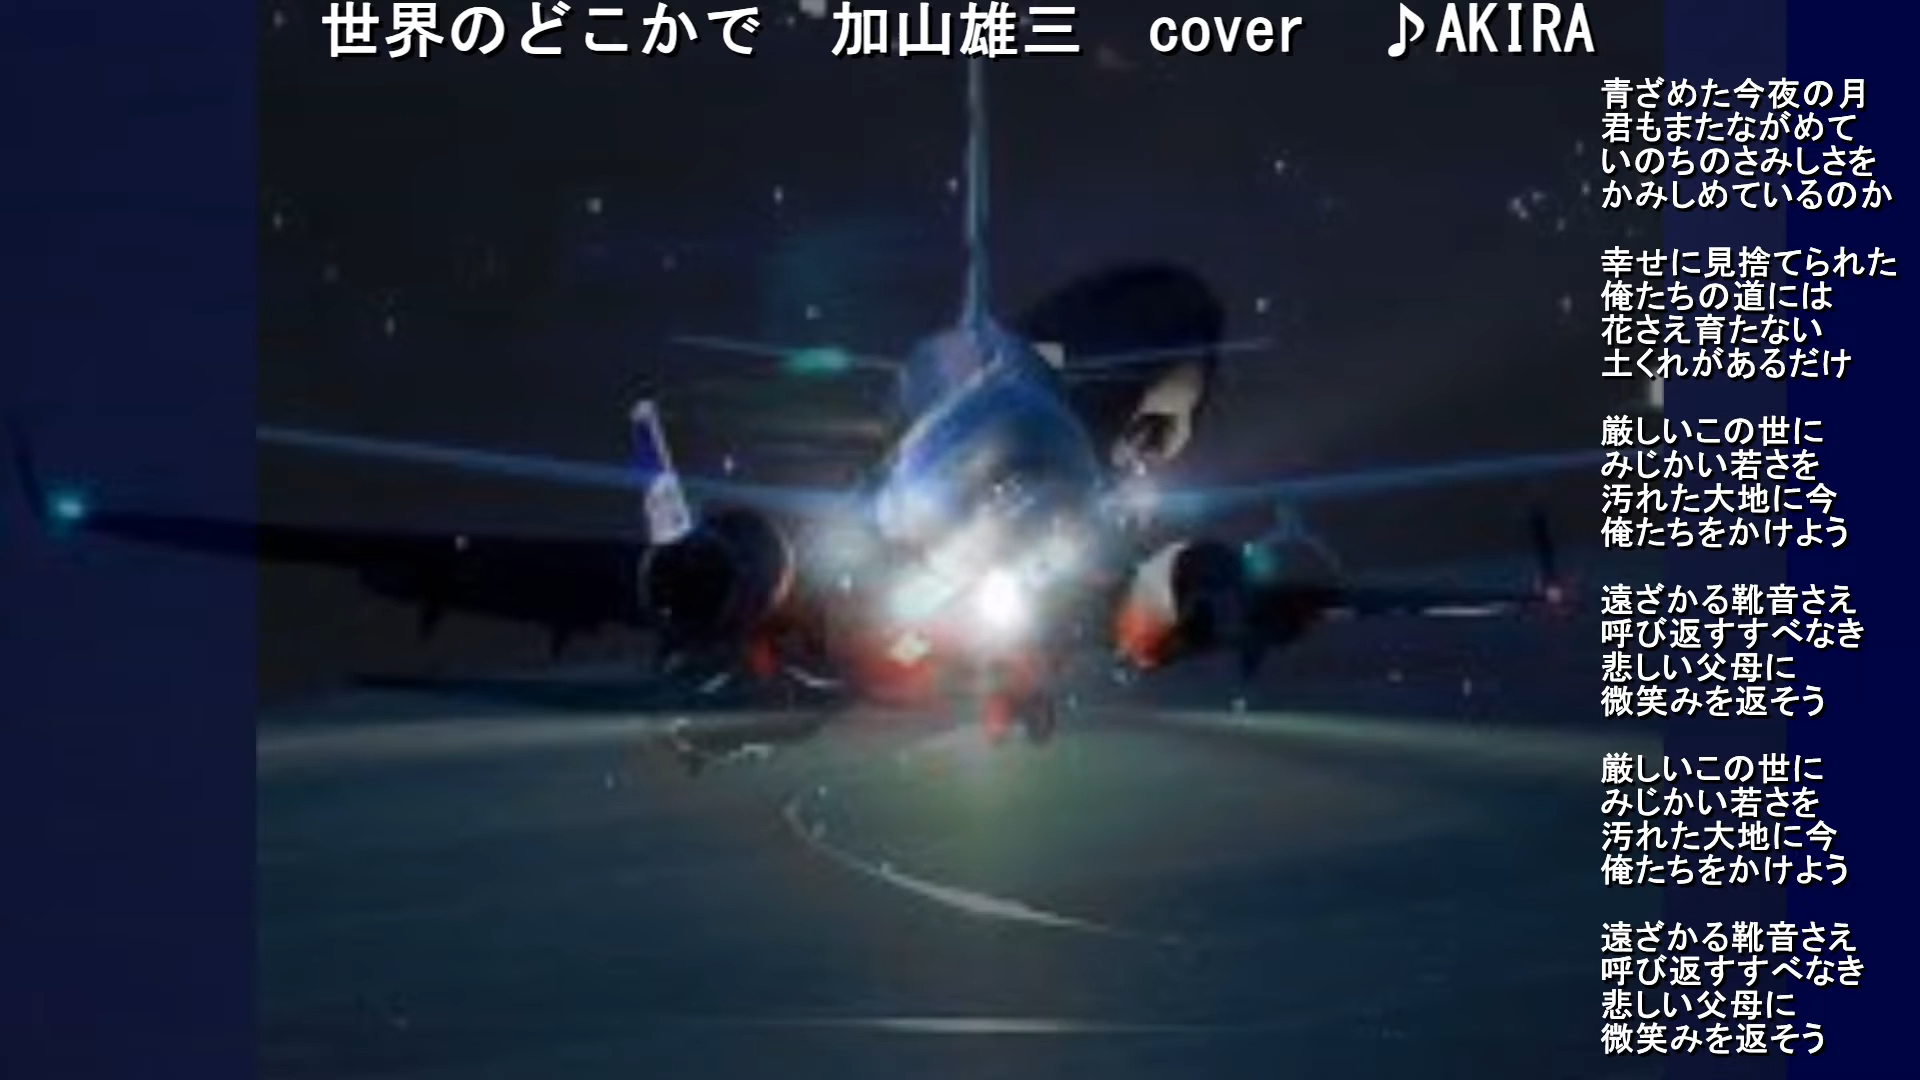 世界のどこかで　加山雄三　cover　♪AKIRA
青ざめた今夜の月
君もまたながめて
いのちのさみしさを
かみしめているのか
幸せに見捨てられた
俺たちの道には
花さえ育たない
土くれがあるだけ
厳しいこの世に
みじかい若さを
汚れた大地に今
俺たちをかけよう
遠ざかる靴音さえ
呼び返すすべなき
悲しい父母に
微笑みを返そう
厳しいこの世に
みじかい若さを
汚れた大地に今
俺たちをかけよう
遠ざかる靴音さえ
呼び返すすべなき
悲しい父母に
微笑みを返そう